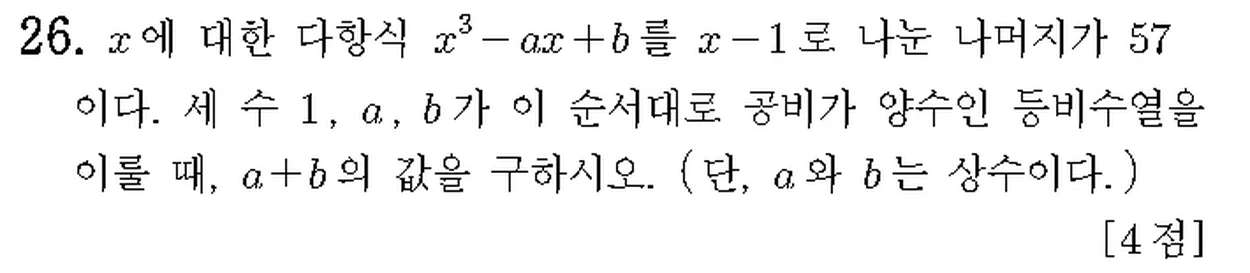 26. x에 대한 다항식 x³-ax+b를 x-1로 나눈 나머지가 57
이다. 세 수 1, a, b가 이 순서대로 공비가 양수인 등비수열을
이룰 때, a+b의 값을 구하시오. (단, a와 b는 상수이다.)
[4점]